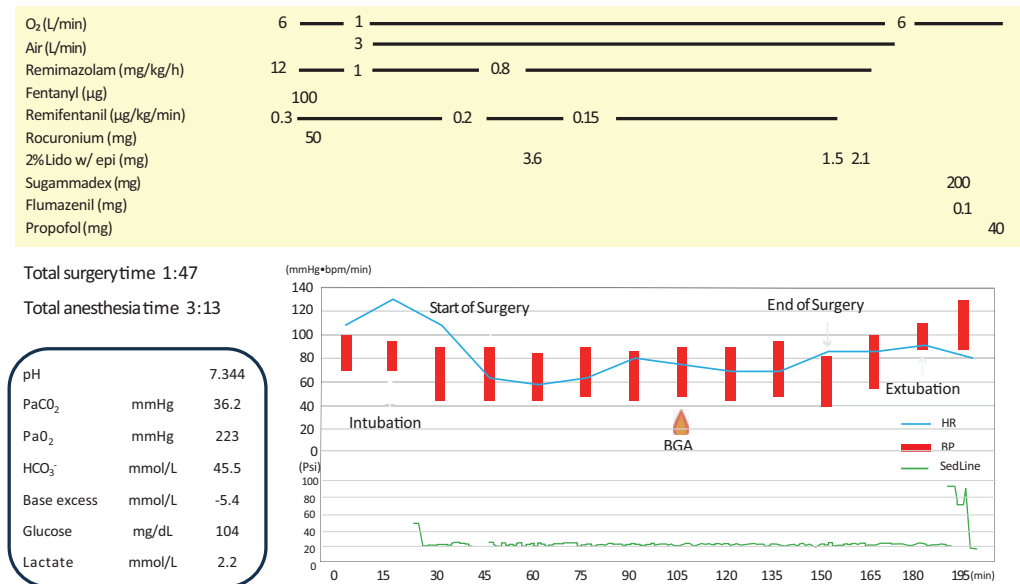 O₂ (L/min) 6 1 6
Air (L/min) 3
Remimazolam (mg/kg/h) 12 1 0.8
Fentanyl (µg) 100
Remifentanil (µg/kg/min) 0.3 0.2 0.15
Rocuronium (mg) 50
2% Lido w/ epi (mg) 3.6 1.5 2.1
Sugammadex (mg) 200
Flumazenil (mg) 0.1
Propofol (mg) 40
Total surgery time 1:47
Total anesthesia time 3:13
pH 7.344
PaCO₂ mmHg 36.2
PaO₂ mmHg 223
HCO₃⁻ mmol/L 45.5
Base excess mmol/L -5.4
Glucose mg/dL 104
Lactate mmol/L 2.2
(mmHg•bpm/min)
140
120
100
80
60
40
20
0
Start of Surgery
End of Surgery
Intubation
Extubation
BGA
HR
BP
SedLine
(Psi)
100
80
60
40
20
0
0 15 30 45 60 75 90 105 120 135 150 165 180 195 (min)